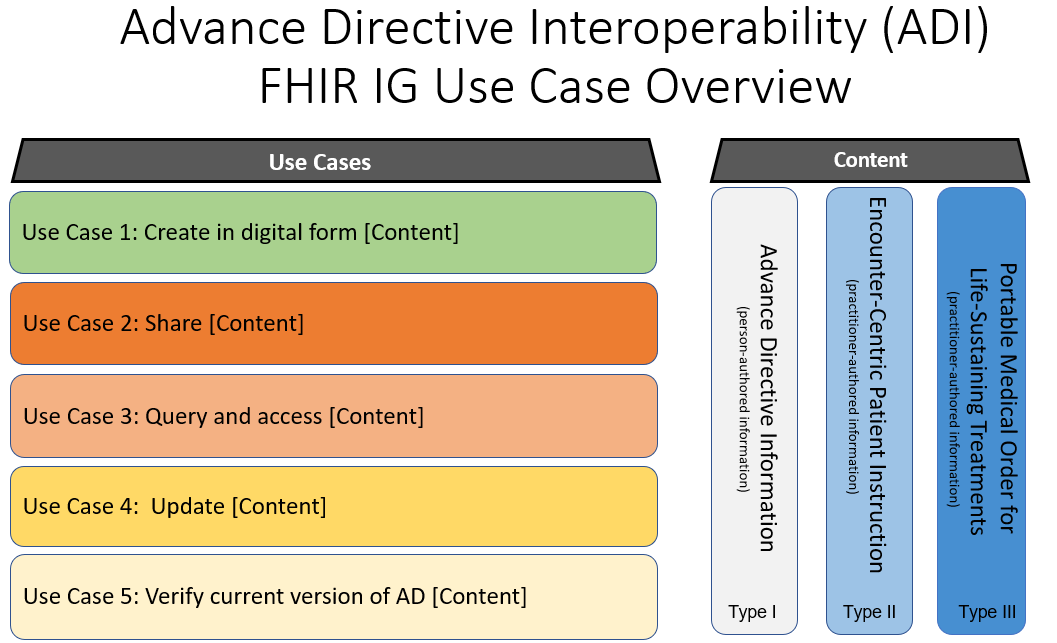 Advance Directive Interoperability (ADI)
FHIR IG Use Case Overview
Use Cases
Use Case 1: Create in digital form [Content]
Use Case 2: Share [Content]
Use Case 3: Query and access [Content]
Use Case 4:  Update [Content]
Use Case 5: Verify current version of AD [Content]
Content
Advance Directive Information
(person-authored information)
Type I
Encounter-Centric Patient Instruction
(practitioner-authored information)
Type II
Portable Medical Order for
Life-Sustaining Treatments
(practitioner-authored information)
Type III